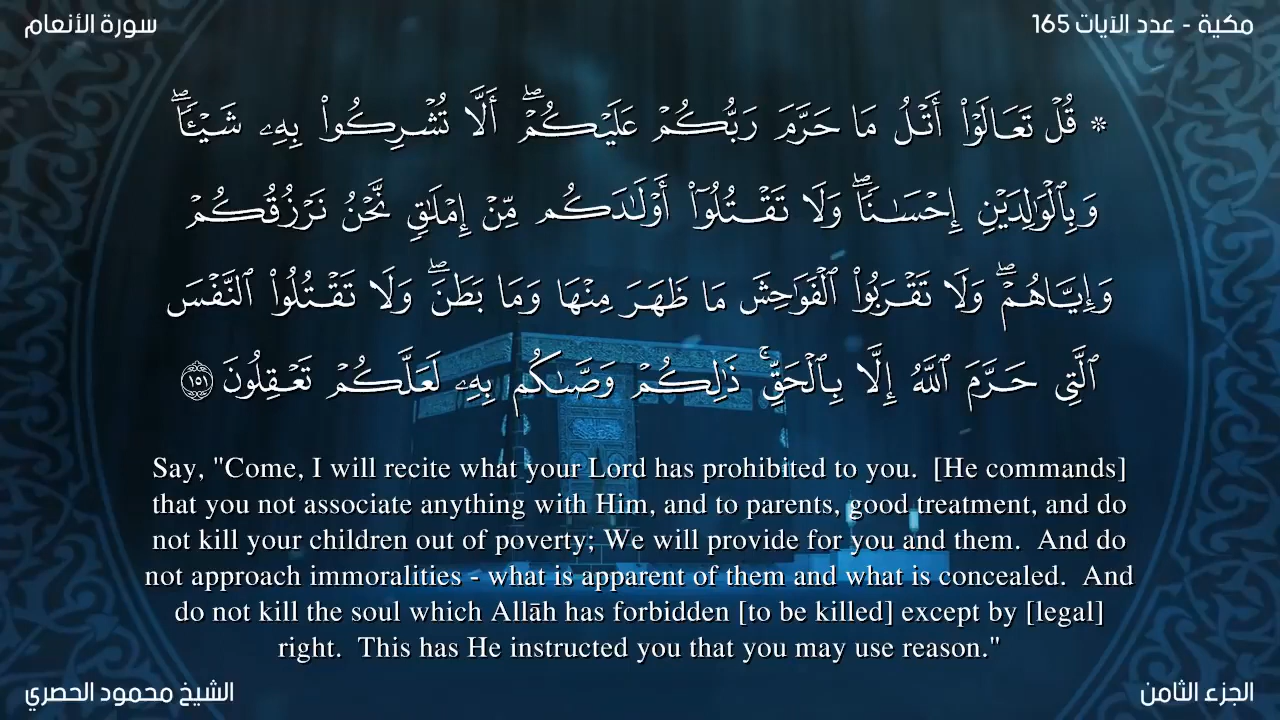 مكية - عدد الآيات 165
سورة الأنعام
۞ قُلْ تَعَالَوْا۟ أَتْلُ مَا حَرَّمَ رَبُّكُمْ عَلَيْكُمْ ۖ أَلَّا تُشْرِكُوا۟ بِهِۦ شَيْـًٔا ۖ
وَبِٱلْوَٰلِدَيْنِ إِحْسَـٰنًا ۖ وَلَا تَقْتُلُوٓا۟ أَوْلَـٰدَكُم مِّنْ إِمْلَـٰقٍ نَّحْنُ نَرْزُقُكُمْ
وَإِيَّاهُمْ ۖ وَلَا تَقْرَبُوا۟ ٱلْفَوَٰحِشَ مَا ظَهَرَ مِنْهَا وَمَا بَطَنَ ۖ وَلَا تَقْتُلُوا۟ ٱلنَّفْسَ
ٱلَّتِى حَرَّمَ ٱللَّهُ إِلَّا بِٱلْحَقِّ ۚ ذَٰلِكُمْ وَصَّىٰكُم بِهِۦ لَعَلَّكُمْ تَعْقِلُونَ ١٥١
Say, "Come, I will recite what your Lord has prohibited to you.  [He commands]
that you not associate anything with Him, and to parents, good treatment, and do
not kill your children out of poverty; We will provide for you and them.  And do
not approach immoralities - what is apparent of them and what is concealed.  And
do not kill the soul which Allāh has forbidden [to be killed] except by [legal]
right.  This has He instructed you that you may use reason."
الجزء الثامن
الشيخ محمود الحصري